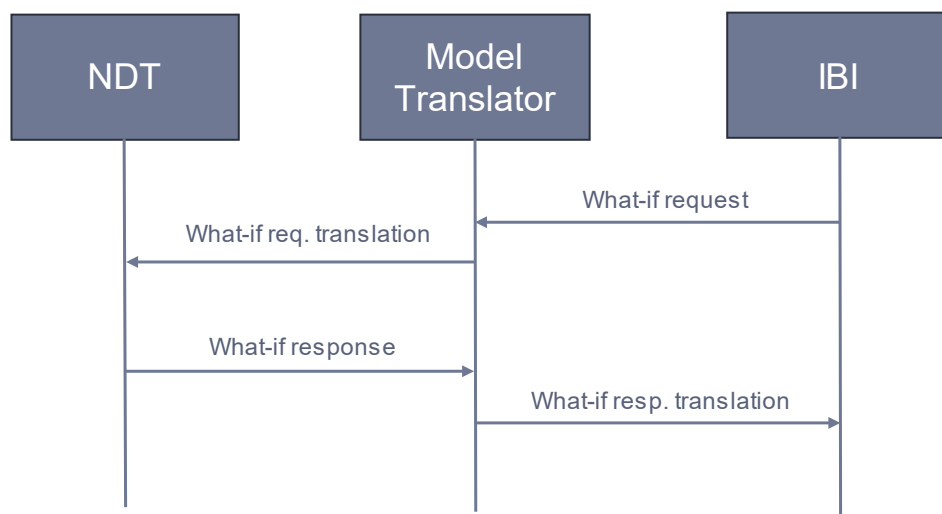 NDT
Model
Translator
IBI
What-if request
What-if req. translation
What-if response
What-if resp. translation